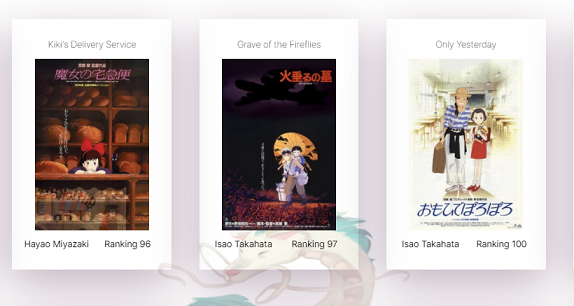 Kiki's Delivery Service
魔女の宅急便
Hayao Miyazaki Ranking 96
Grave of the Fireflies
火垂るの墓
Isao Takahata Ranking 97
Only Yesterday
おもひでぽろぽろ
Isao Takahata Ranking 100